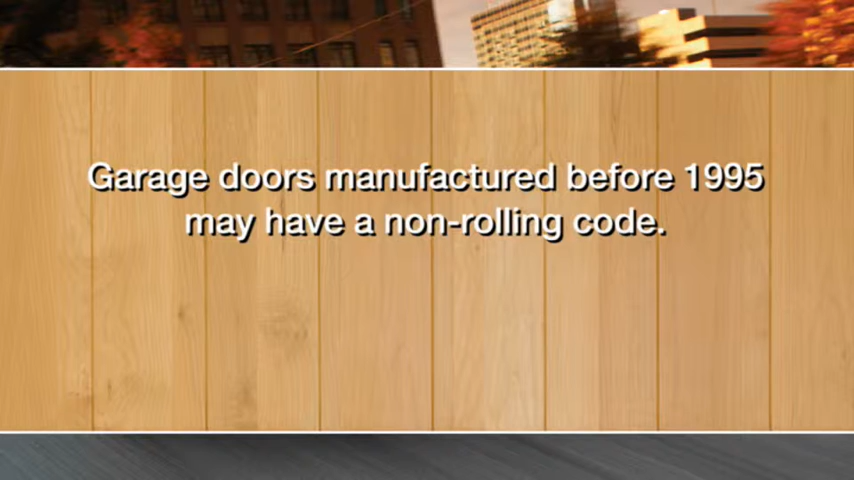 Garage doors manufactured before 1995
may have a non-rolling code.